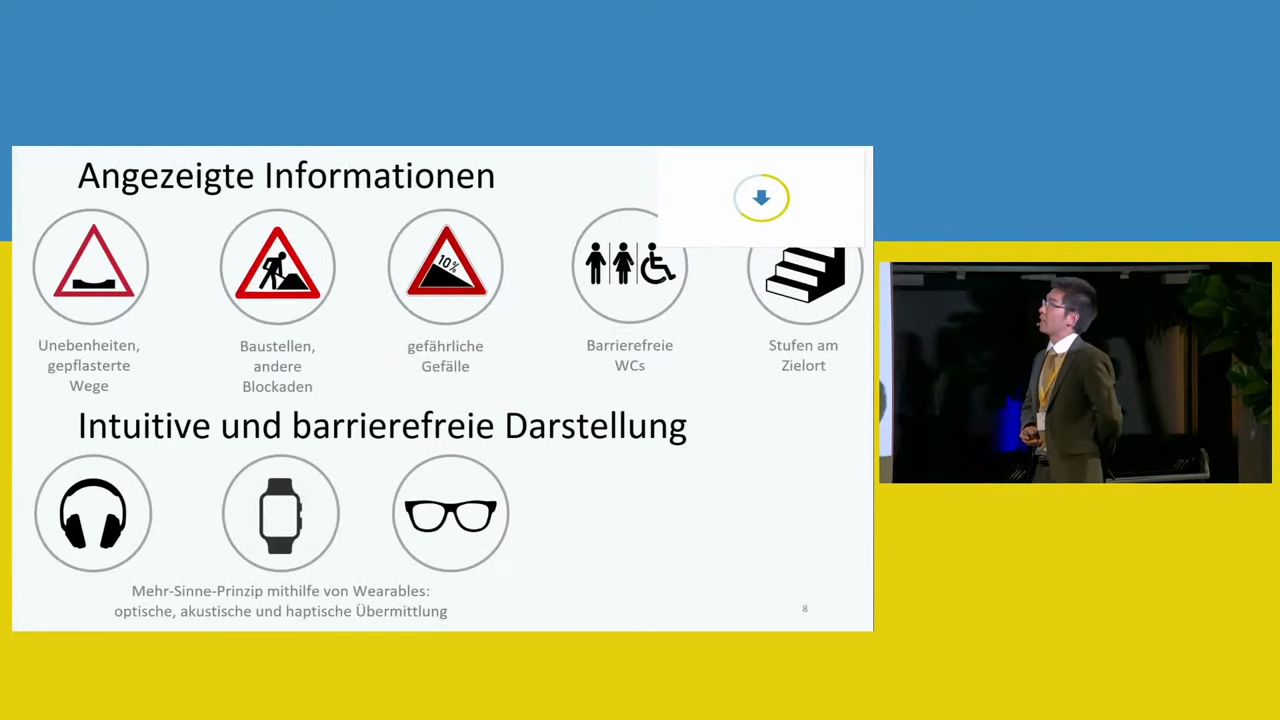 Angezeigte Informationen
10%
Unebenheiten,
gepflasterte
Wege
Baustellen,
andere
Blockaden
gefährliche
Gefälle
Barrierefreie
WCs
Stufen am
Zielort
Intuitive und barrierefreie Darstellung
Mehr-Sinne-Prinzip mithilfe von Wearables:
optische, akustische und haptische Übermittlung
8